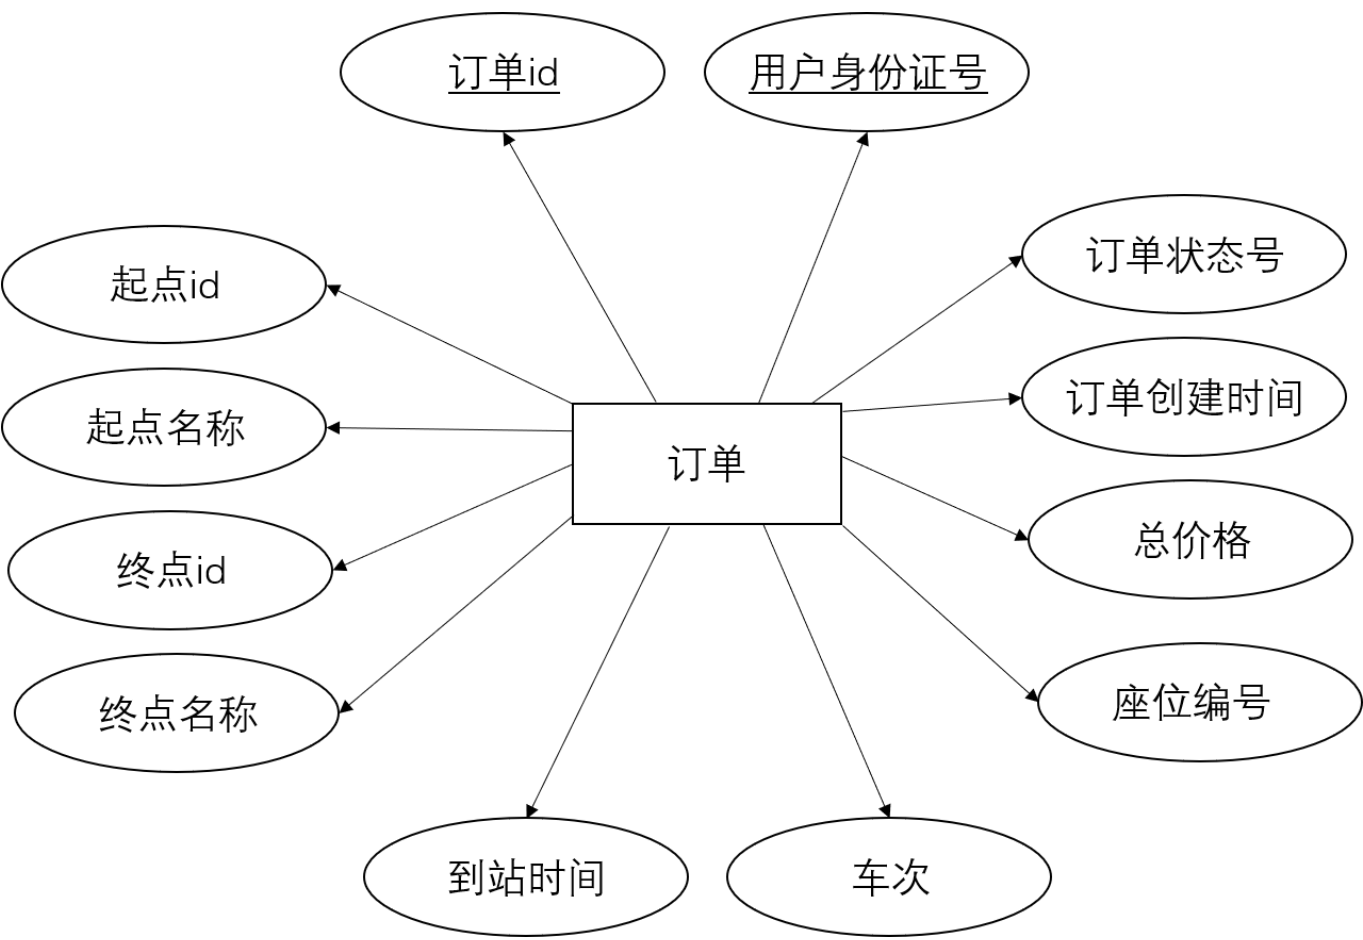 订单id
用户身份证号
订单状态号
起点id
订单创建时间
起点名称
订单
总价格
终点id
座位编号
终点名称
到站时间
车次